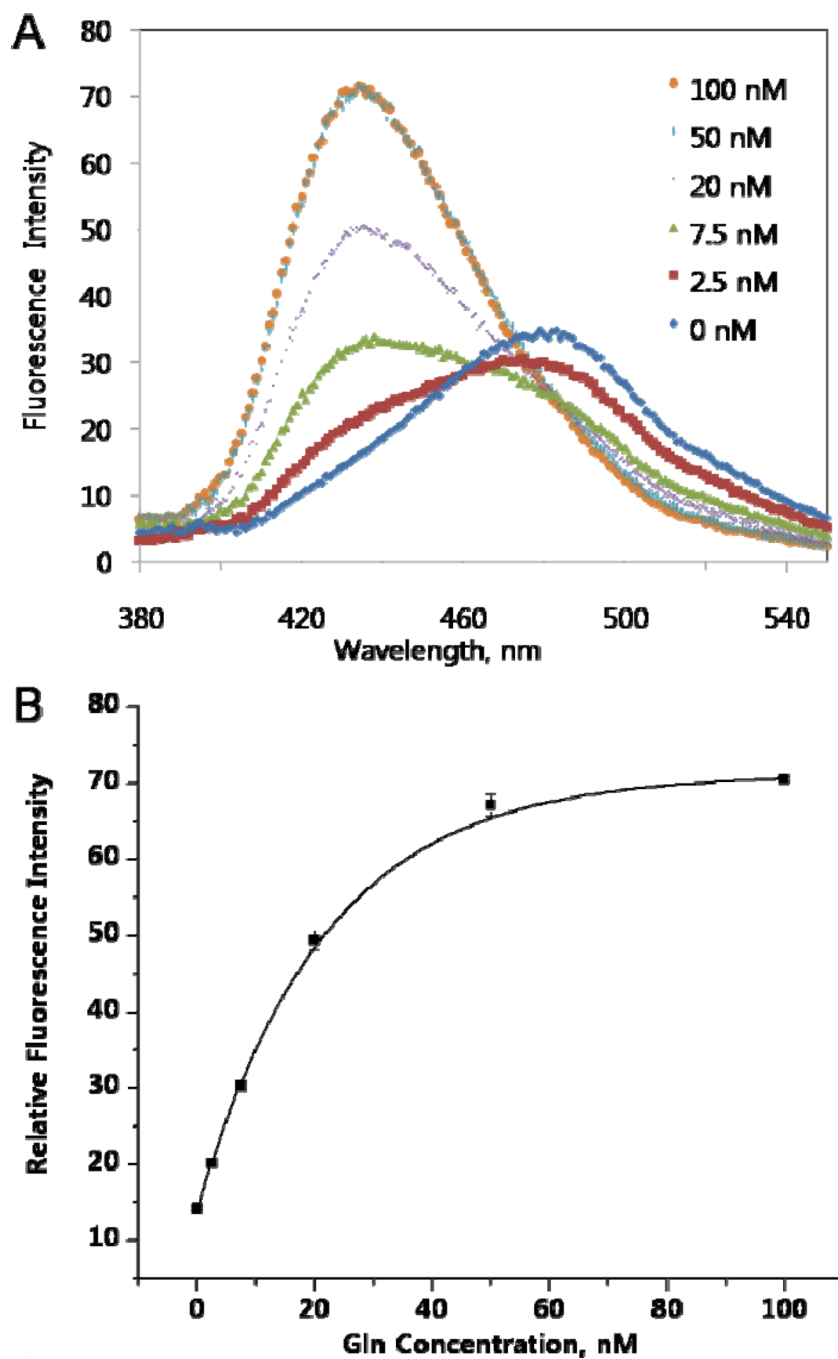 A
80
70
60
50
40
30
20
10
0
Fluorescence Intensity
100 nM
50 nM
20 nM
7.5 nM
2.5 nM
0 nM
380 420 460 500 540
Wavelength, nm
B
80
70
60
50
40
30
20
10
Relative Fluorescence Intensity
0 20 40 60 80 100
Gln Concentration, nM